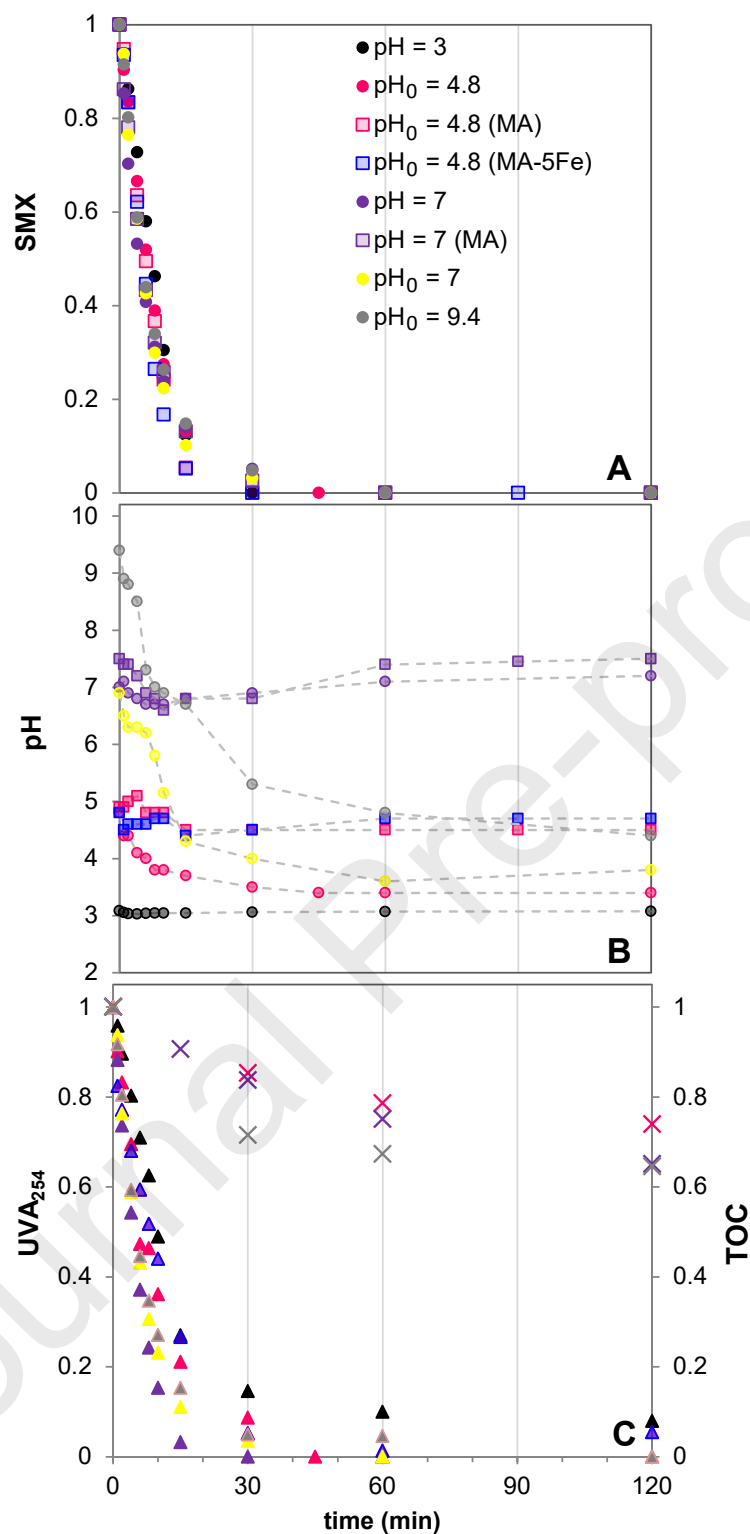 1
0.8
0.6
0.4
0.2
0
SMX
pH = 3
pH₀ = 4.8
pH₀ = 4.8 (MA)
pH₀ = 4.8 (MA-5Fe)
pH = 7
pH = 7 (MA)
pH₀ = 7
pH₀ = 9.4
A
10
9
8
7
6
5
4
3
2
pH
B
Journal Pre-pro
1
0.8
0.6
0.4
0.2
0
UVA₂₅₄
1
0.8
0.6
0.4
0.2
0
TOC
C
0 30 60 90 120
time (min)